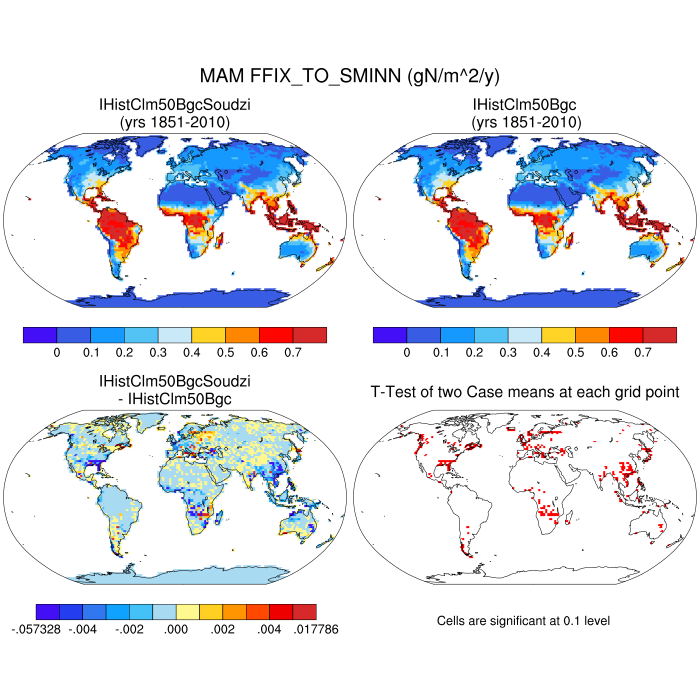 MAM FFIX_TO_SMINN (gN/m^2/y)
IHistClm50BgcSoudzi
(yrs 1851-2010)
IHistClm50Bgc
(yrs 1851-2010)
0 0.1 0.2 0.3 0.4 0.5 0.6 0.7
0 0.1 0.2 0.3 0.4 0.5 0.6 0.7
IHistClm50BgcSoudzi
- IHistClm50Bgc
T-Test of two Case means at each grid point
-.057328 -.004 -.002 .000 .002 .004 .017786
Cells are significant at 0.1 level